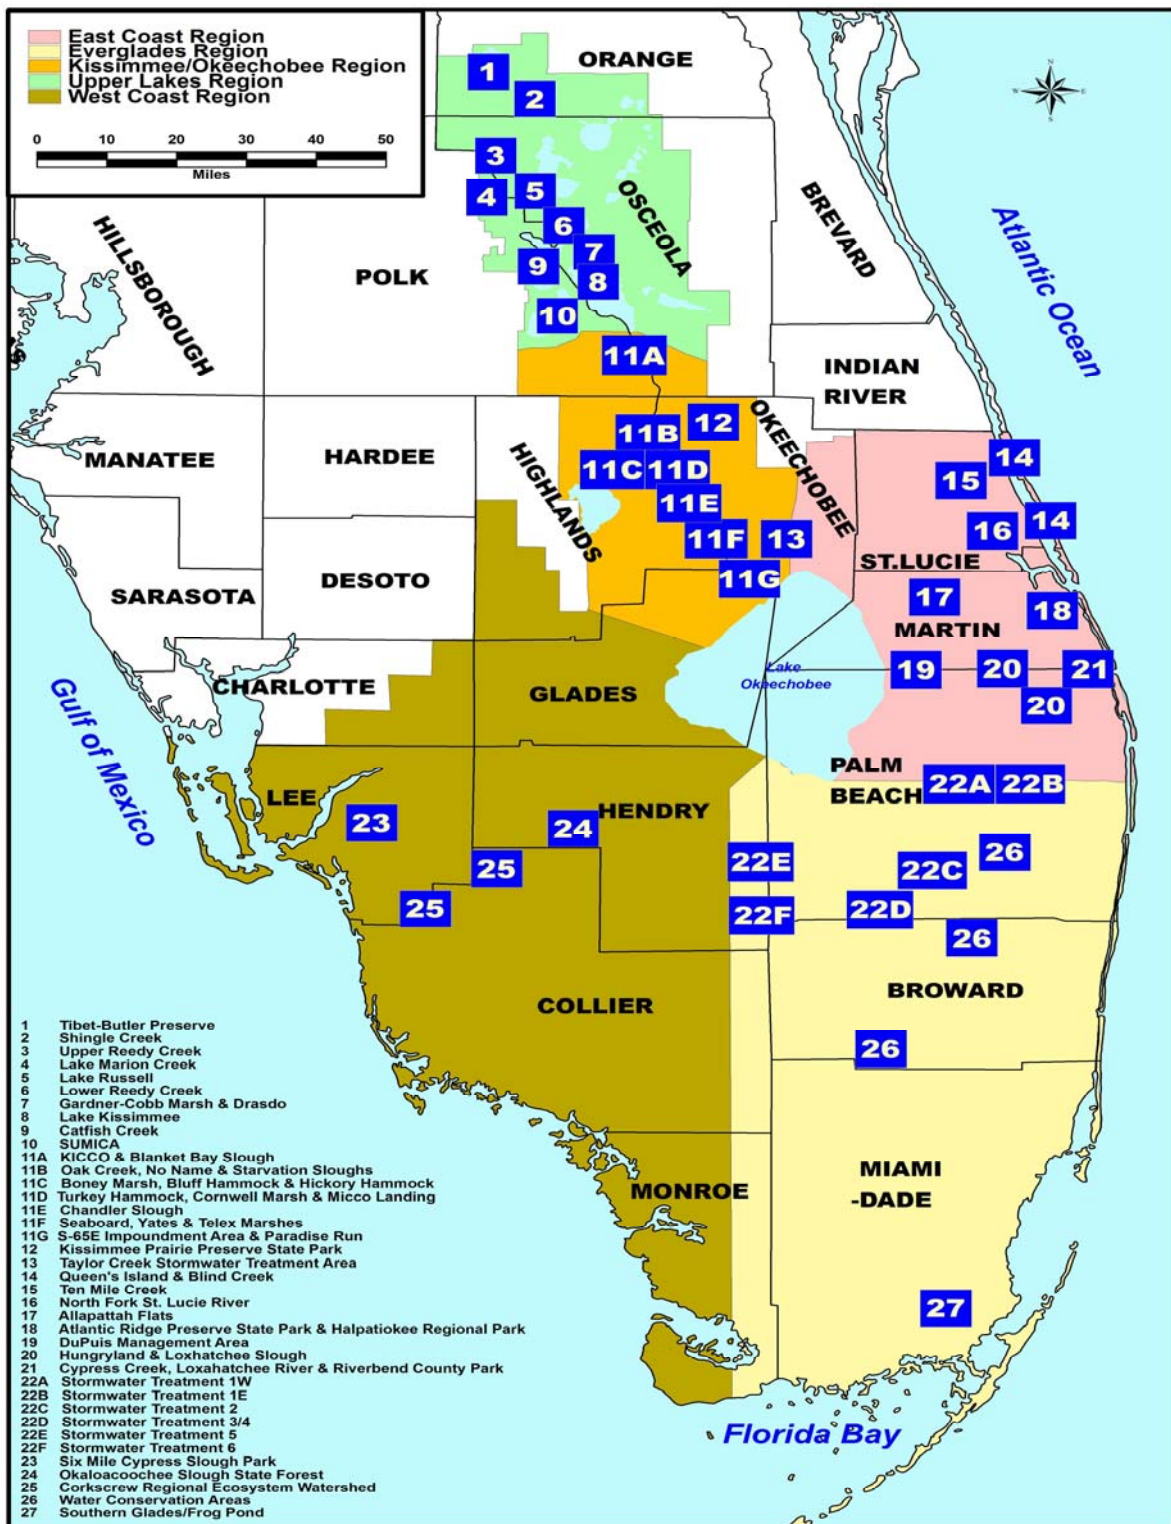 East Coast Region
Everglades Region
Kissimmee/Okeechobee Region
Upper Lakes Region
West Coast Region
0 10 20 30 40 50
Miles
N
W E
S
ORANGE
1
2
3
4
5
6
7
8
9
10
OSCEOLA
BREVARD
HILLSBOROUGH
POLK
Atlantic Ocean
11A
INDIAN
RIVER
11B
12
OKEECHOBEE
MANATEE
HARDEE
HIGHLANDS
11C
11D
11E
11F
11G
13
14
15
16
14
ST.LUCIE
DESOTO
SARASOTA
17
18
MARTIN
19
20
21
20
Lake
Okeechobee
CHARLOTTE
GLADES
Gulf of Mexico
PALM
BEACH
22A
22B
LEE
HENDRY
23
24
25
25
22E
22C
26
22F
22D
26
BROWARD
COLLIER
26
MONROE
MIAMI
-DADE
27
Florida Bay
1 Tibet-Butler Preserve
2 Shingle Creek
3 Upper Reedy Creek
4 Lake Marion Creek
5 Lake Russell
6 Lower Reedy Creek
7 Gardner-Cobb Marsh & Drasdo
8 Lake Kissimmee
9 Catfish Creek
10 SUMICA
11A KICCO & Blanket Bay Slough
11B Oak Creek, No Name & Starvation Sloughs
11C Boney Marsh, Bluff Hammock & Hickory Hammock
11D Turkey Hammock, Cornwell Marsh & Micco Landing
11E Chandler Slough
11F Seaboard, Yates & Telex Marshes
11G S-65E Impoundment Area & Paradise Run
12 Kissimmee Prairie Preserve State Park
13 Taylor Creek Stormwater Treatment Area
14 Queen's Island & Blind Creek
15 Ten Mile Creek
16 North Fork St. Lucie River
17 Allapattah Flats
18 Atlantic Ridge Preserve State Park & Halpatiokee Regional Park
19 DuPuis Management Area
20 Hungryland & Loxhatchee Slough
21 Cypress Creek, Loxahatchee River & Riverbend County Park
22A Stormwater Treatment 1W
22B Stormwater Treatment 1E
22C Stormwater Treatment 2
22D Stormwater Treatment 3/4
22E Stormwater Treatment 5
22F Stormwater Treatment 6
23 Six Mile Cypress Slough Park
24 Okaloacoochee Slough State Forest
25 Corkscrew Regional Ecosystem Watershed
26 Water Conservation Areas
27 Southern Glades/Frog Pond